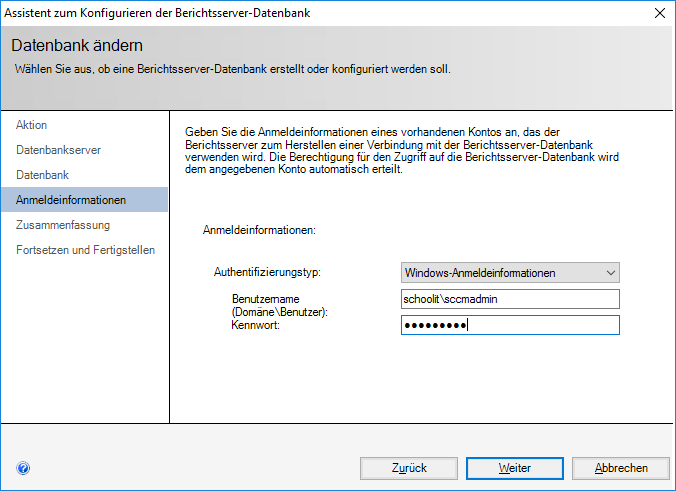 Assistent zum Konfigurieren der Berichtsserver-Datenbank
Datenbank ändern
Wählen Sie aus, ob eine Berichtsserver-Datenbank erstellt oder konfiguriert werden soll.
Aktion
Datenbankserver
Datenbank
Anmeldeinformationen
Zusammenfassung
Fortsetzen und Fertigstellen
Geben Sie die Anmeldeinformationen eines vorhandenen Kontos an, das der
Berichtsserver zum Herstellen einer Verbindung mit der Berichtsserver-Datenbank
verwenden wird. Die Berechtigung für den Zugriff auf die Berichtsserver-Datenbank wird
dem angegebenen Konto automatisch erteilt.
Anmeldeinformationen:
Authentifizierungstyp:
Windows-Anmeldeinformationen
Benutzername
(Domäne\Benutzer):
schoolit\sccmadmin
Kennwort:
●●●●●●●●●
?
Zurück
Weiter
Abbrechen